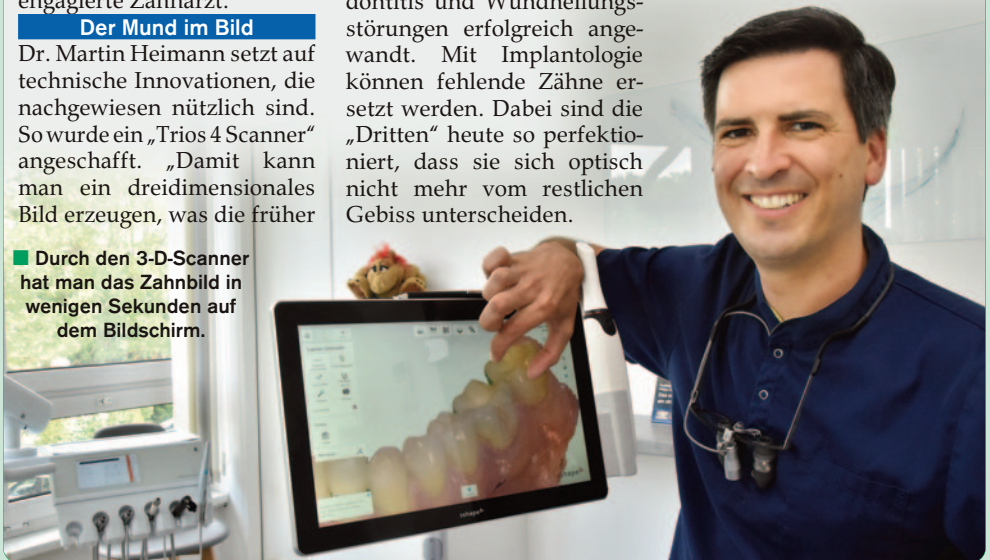 engagierte Zahnarzt.
Der Mund im Bild
Dr. Martin Heimann setzt auf
technische Innovationen, die
nachgewiesen nützlich sind.
So wurde ein „Trios 4 Scanner“
angeschafft. „Damit kann
man ein dreidimensionales
Bild erzeugen, was die früher
dontitis und Wundheilungs-
störungen erfolgreich ange-
wandt. Mit Implantologie
können fehlende Zähne er-
setzt werden. Dabei sind die
„Dritten“ heute so perfektio-
niert, dass sie sich optisch
nicht mehr vom restlichen
Gebiss unterscheiden.
Durch den 3-D-Scanner
hat man das Zahnbild in
wenigen Sekunden auf
dem Bildschirm.
3shape